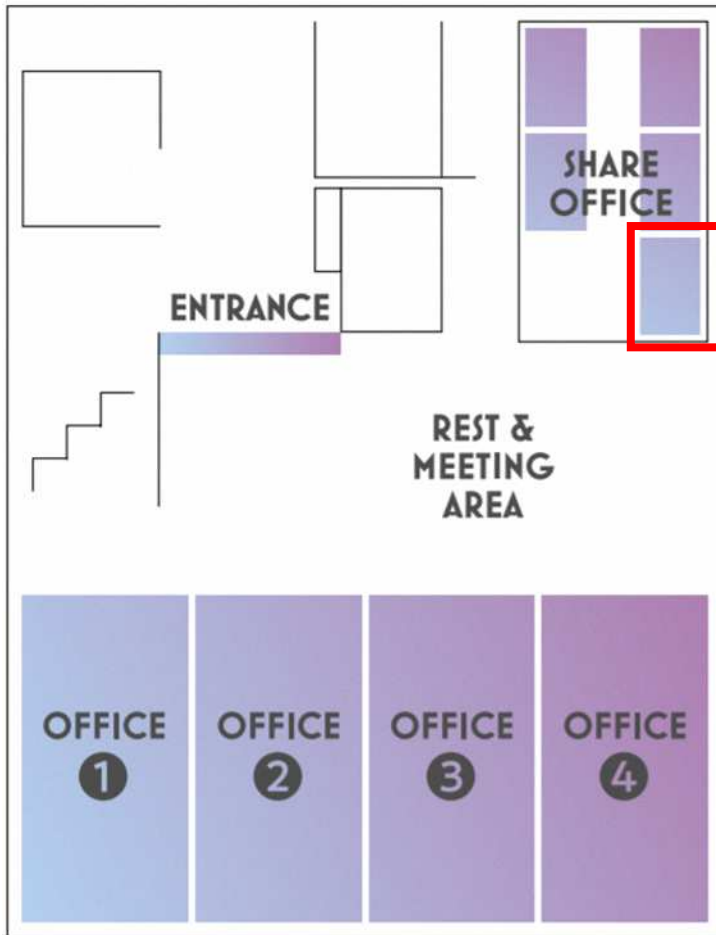 SHARE
OFFICE
ENTRANCE
REST &
MEETING
AREA
OFFICE
1
OFFICE
2
OFFICE
3
OFFICE
4